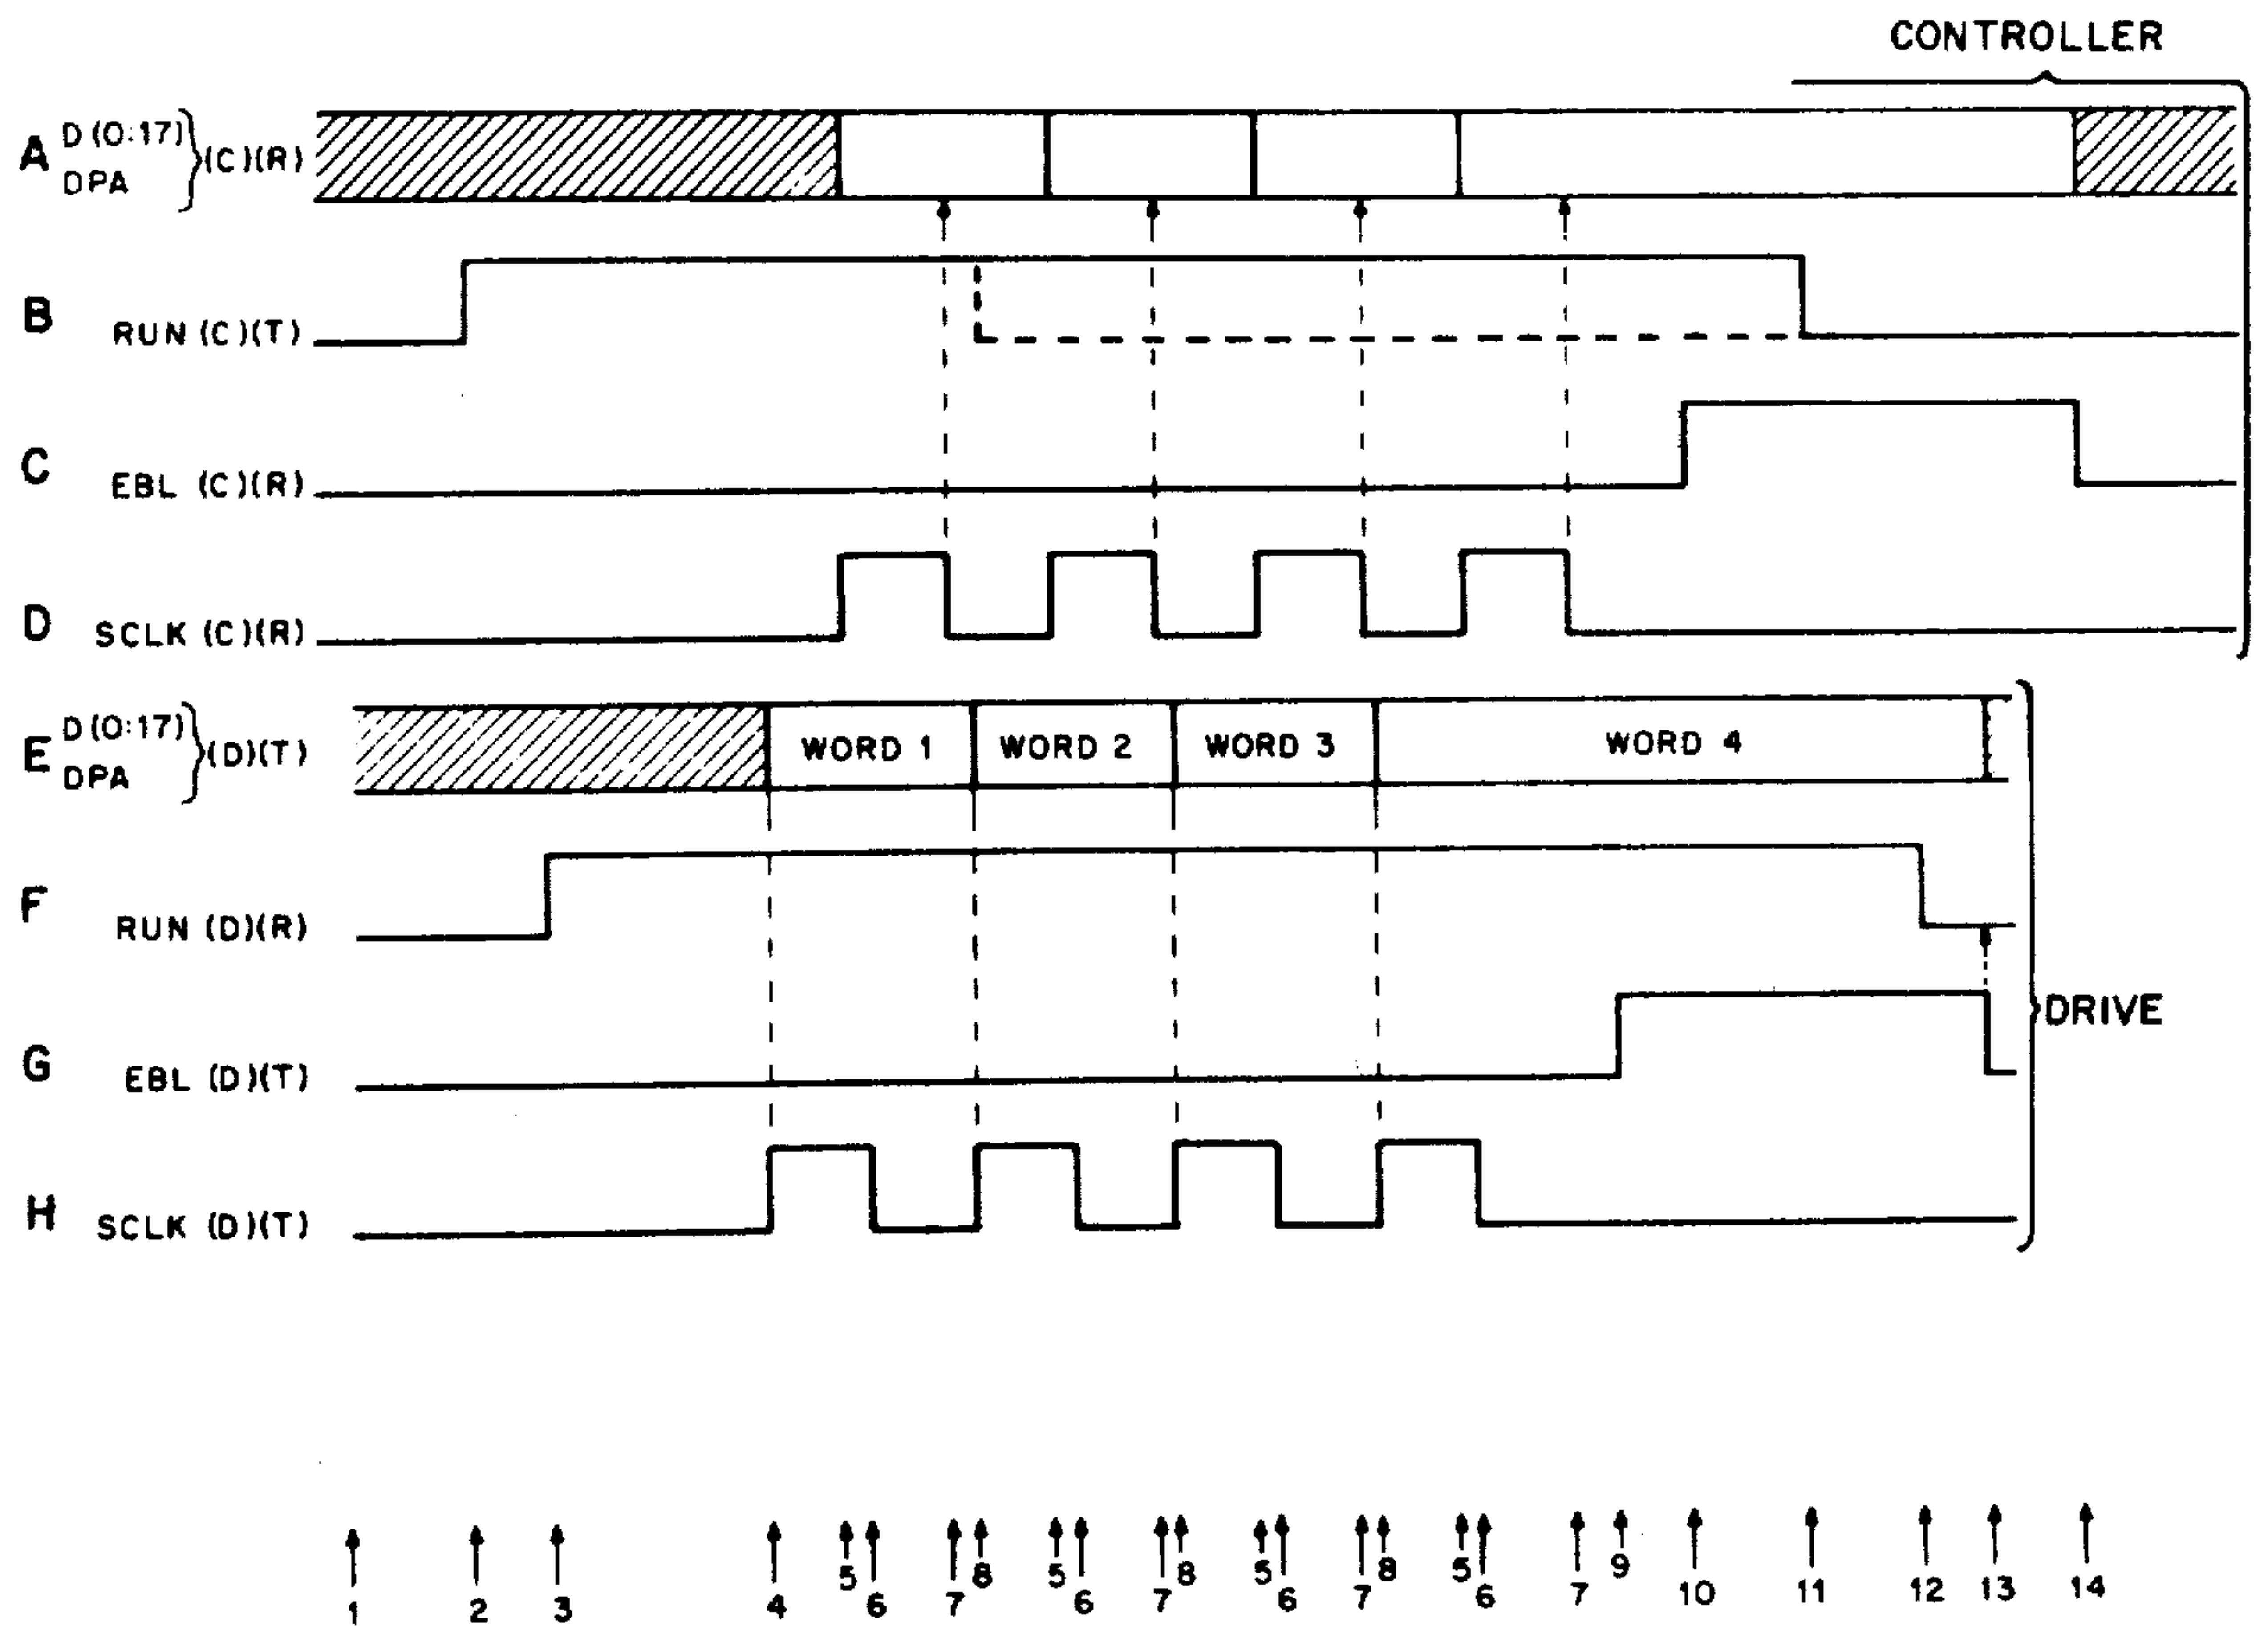 CONTROLLER
A D(0:17) DPA (C)(R)
B RUN (C)(T)
C EBL (C)(R)
D SCLK (C)(R)
E D(0:17) DPA (D)(T)
WORD 1 WORD 2 WORD 3 WORD 4
F RUN (D)(R)
DRIVE
G EBL (D)(T)
H SCLK (D)(T)
1 2 3 4 5 6 7 8 5 6 7 8 5 6 7 8 5 6 7 9 10 11 12 13 14